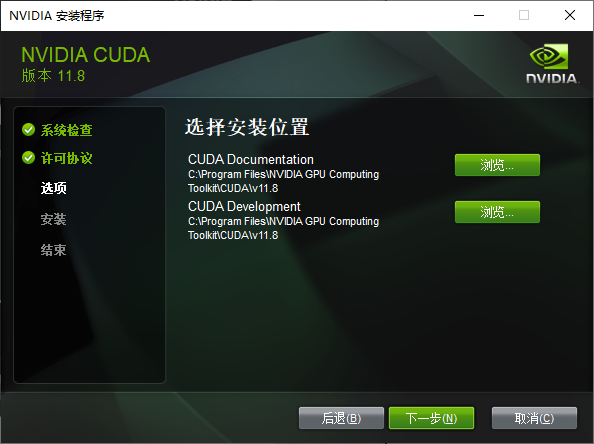 NVIDIA 安装程序
NVIDIA CUDA
版本 11.8
NVIDIA.
系统检查
许可协议
选项
安装
结束
选择安装位置
CUDA Documentation
C:\Program Files\NVIDIA GPU Computing
Toolkit\CUDA\v11.8
浏览...
CUDA Development
C:\Program Files\NVIDIA GPU Computing
Toolkit\CUDA\v11.8
浏览...
后退(B)
下一步(N)
取消(C)